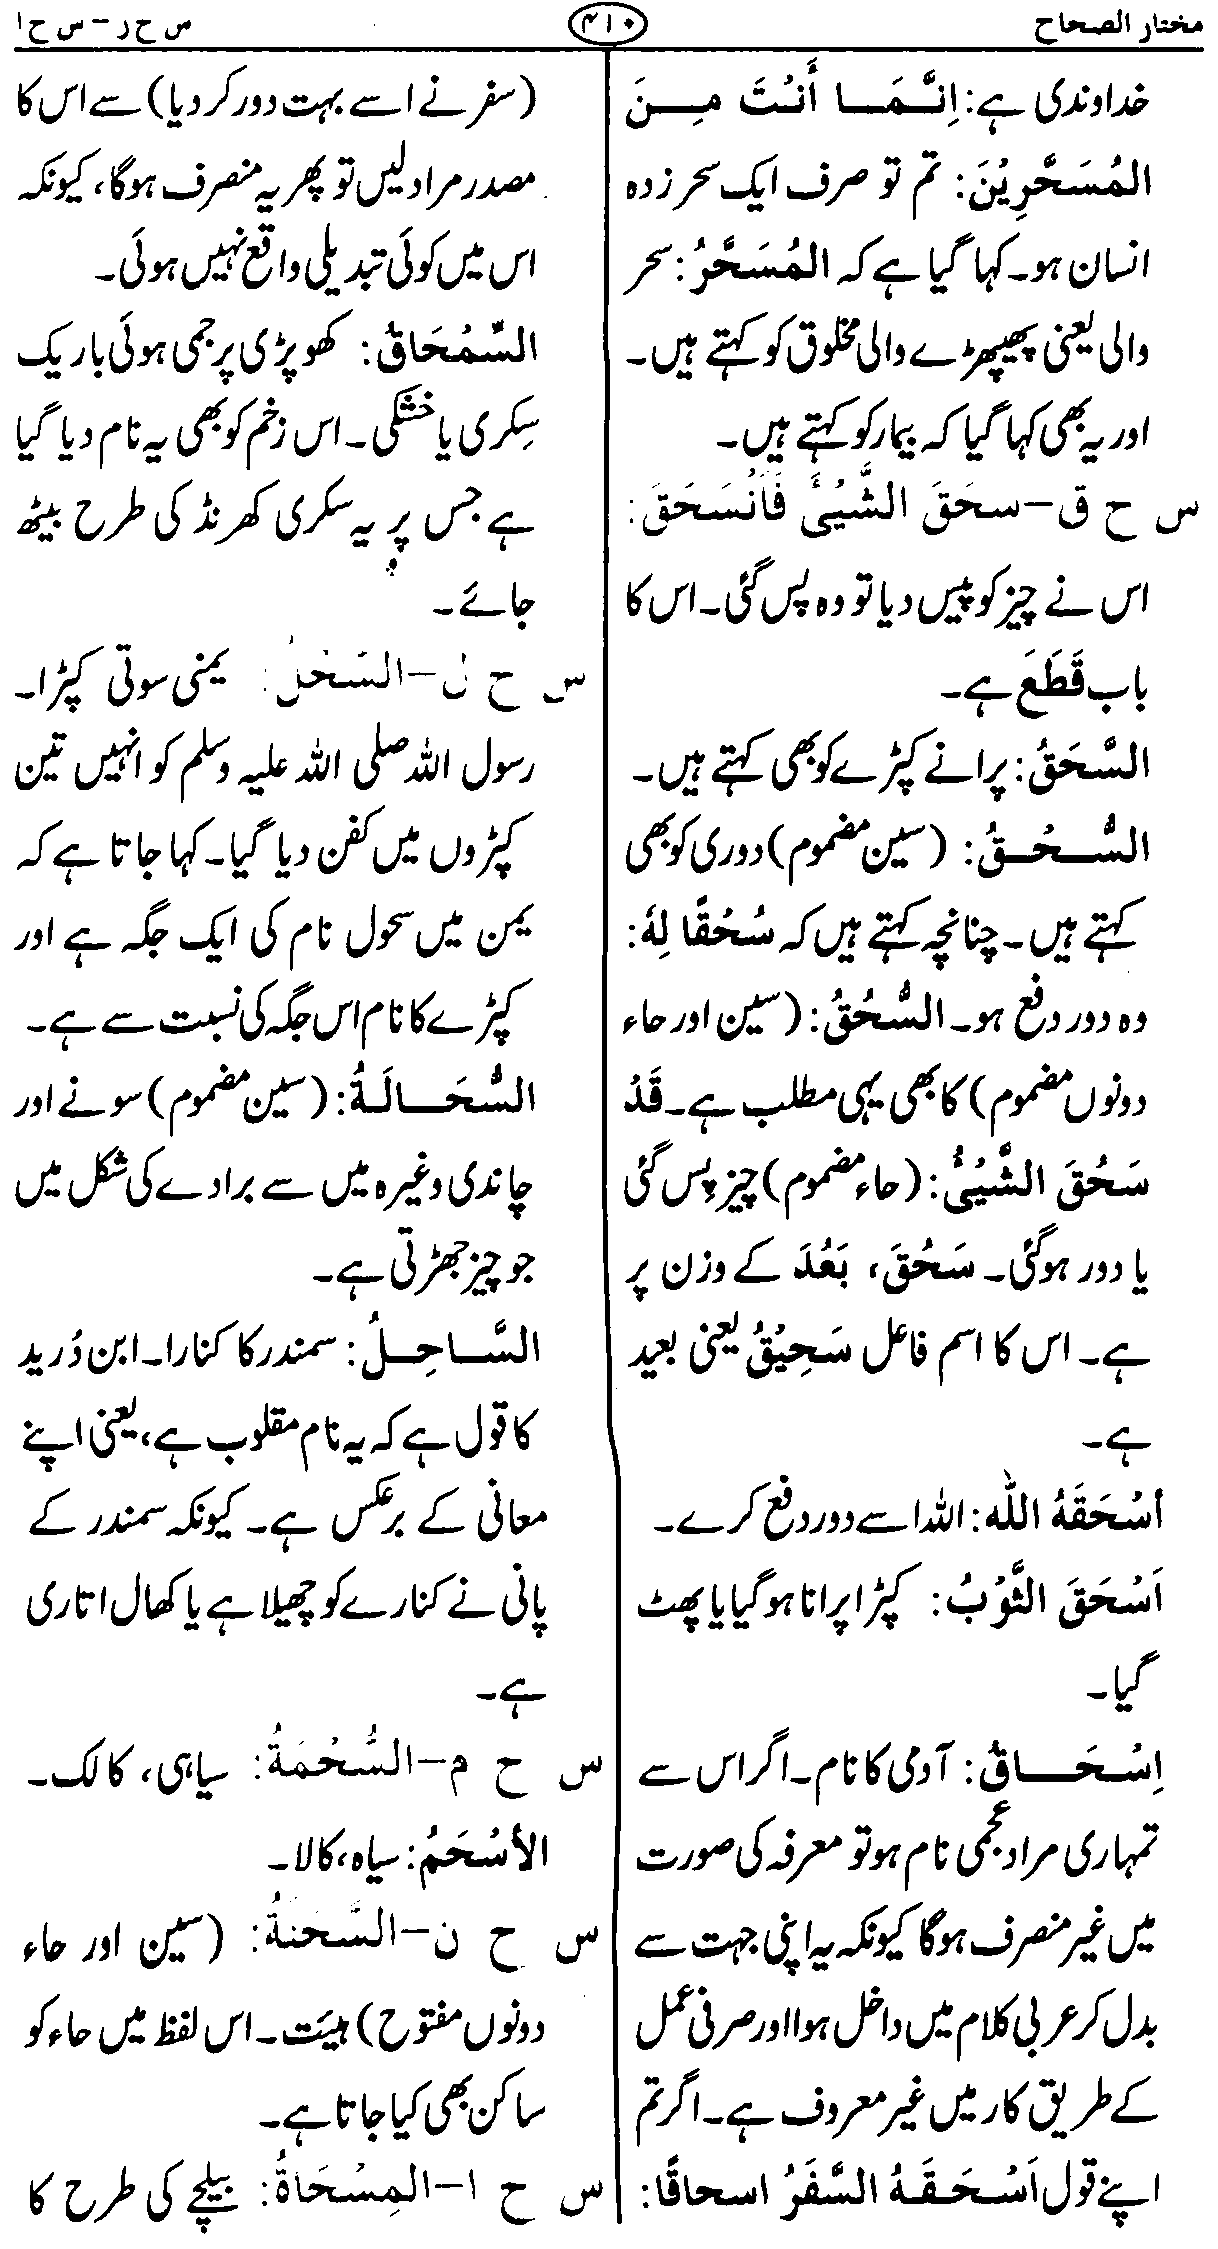 مختار الصحاح
۴۱۰
س ح ر – س ح ا
خداوندی ہے: اِنَّمَا أَنْتَ مِنَ
الْمُسَحَّرِيْنَ: تم تو صرف ایک سحر زدہ
انسان ہو۔ کہا گیا ہے کہ الْمُسَحَّرُ: سحر
والی یعنی پھیپھڑے والی مخلوق کو کہتے ہیں۔
اور یہ بھی کہا گیا کہ بیمار کو کہتے ہیں۔
س ح ق – سحَقَ الشَّيْئَ فَانْسَحَقَ:
اس نے چیز کو پیس دیا تو وہ پس گئی۔ اس کا
باب قَطَعَ ہے۔
السَّحَقُ: پرانے کپڑے کو بھی کہتے ہیں۔
السُّحْقُ: (سین مضموم) دوری کو بھی
کہتے ہیں۔ چنانچہ کہتے ہیں کہ سُحْقًا لِهٗ:
وہ دور دفع ہو۔ السُّحُقُ: (سین اور حاء
دونوں مضموم) کا بھی یہی مطلب ہے۔ قَدْ
سَحُقَ الشَّيْئُ: (حاء مضموم) چیز پس گئی
یا دور ہوگئی۔ سَحُقَ، بَعُدَ کے وزن پر
ہے۔ اس کا اسم فاعل سَحِيْقٌ یعنی بعید
ہے۔
أسْحَقَهُ اللّٰه: اللہ اسے دور دفع کرے۔
اَسْحَقَ الثَّوْبُ: کپڑا پرانا ہوگیا یا پھٹ
گیا۔
اِسْحَاقُ: آدمی کا نام۔ اگر اس سے
تمہاری مراد عجمی نام ہو تو معرفہ کی صورت
میں غیر منصرف ہوگا کیونکہ یہ اپنی جہت سے
بدل کر عربی کلام میں داخل ہوا اور صرفی عمل
کے طریق کار میں غیر معروف ہے۔ اگر تم
اپنے قول اَسْحَقَهُ السَّفَرُ اسحاقًا:
(سفر نے اسے بہت دور کردیا) سے اس کا
مصدر مراد لیں تو پھر یہ منصرف ہوگا، کیونکہ
اس میں کوئی تبدیلی واقع نہیں ہوئی۔
السِّمْحَاقُ: کھوپڑی پر جمی ہوئی باریک
سِکری یا خشکی۔ اس زخم کو بھی یہ نام دیا گیا
ہے جس پر یہ سکری کھرنڈ کی طرح بیٹھ
جائے۔
س ح ل – السَحْلُ: یمنی سوتی کپڑا۔
رسول اللہ صلی اللہ علیہ وسلم کو انہیں تین
کپڑوں میں کفن دیا گیا۔ کہا جاتا ہے کہ
یمن میں سحول نام کی ایک جگہ ہے اور
کپڑے کا نام اس جگہ کی نسبت سے ہے۔
السُّحَالَةُ: (سین مضموم) سونے اور
چاندی وغیرہ میں سے برادے کی شکل میں
جو چیز جھڑتی ہے۔
السَّاحِلُ: سمندر کا کنارا۔ ابن دُرید
کا قول ہے کہ یہ نام مقلوب ہے، یعنی اپنے
معانی کے برعکس ہے۔ کیونکہ سمندر کے
پانی نے کنارے کو چھیلا ہے یا کھال اتاری
ہے۔
س ح م – السُّحْمَةُ: سیاہی، کالک۔
الأسْحَمُ: سیاہ، کالا۔
س ح ن – السَّحَنَةُ: (سین اور حاء
دونوں مفتوح) ہیئت۔ اس لفظ میں حاء کو
ساکن بھی کیا جاتا ہے۔
س ح ا – الْمِسْحَاةُ: بیلچے کی طرح کا